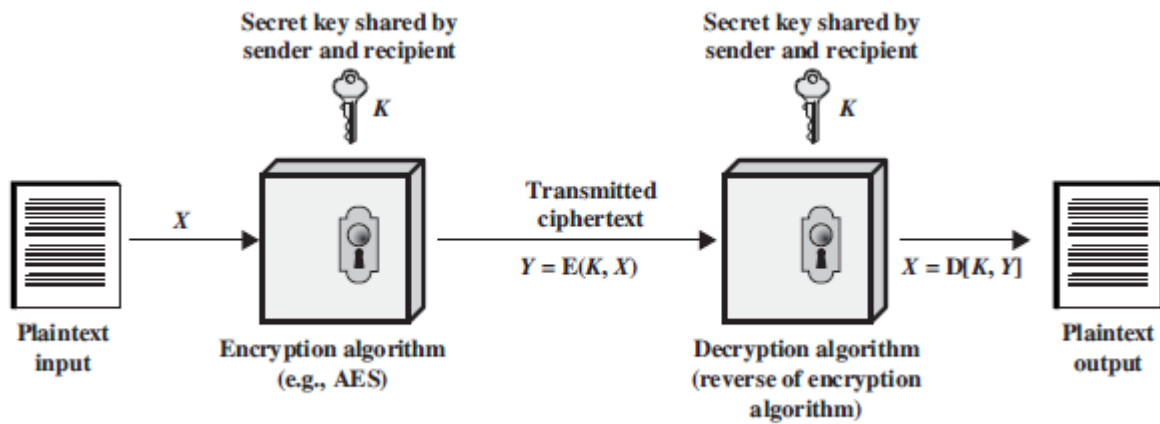 Secret key shared by
sender and recipient
K
Secret key shared by
sender and recipient
K
X
Transmitted
ciphertext
Y = E(K, X)
X = D[K, Y]
Plaintext
input
Encryption algorithm
(e.g., AES)
Decryption algorithm
(reverse of encryption
algorithm)
Plaintext
output